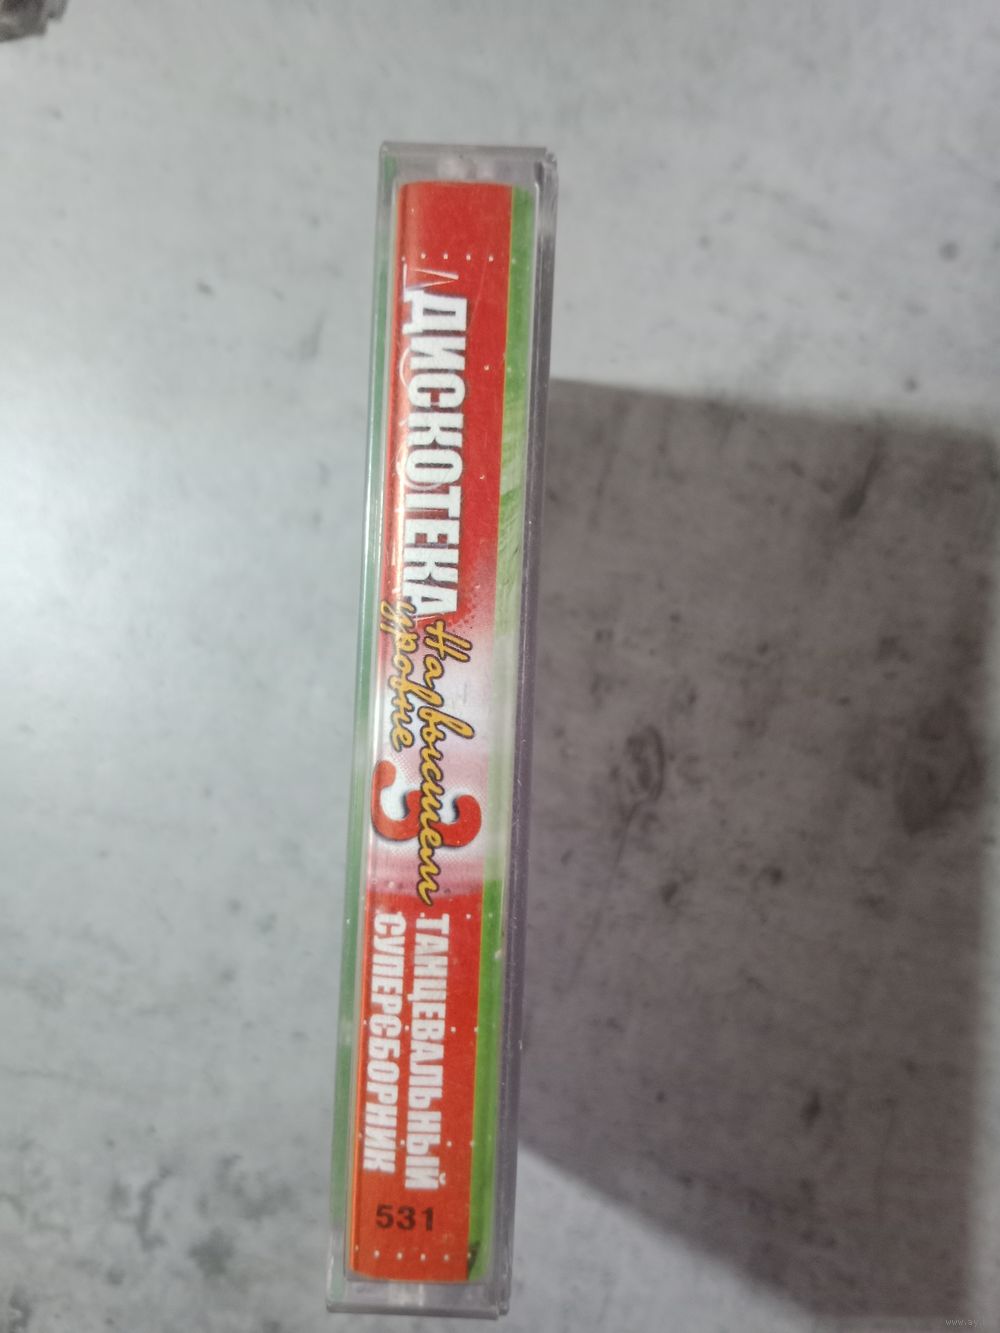 ДИСКОТЕКА
На высшем
уровне
3
ТАНЦЕВАЛЬНЫЙ
СУПЕРСБОРНИК
531